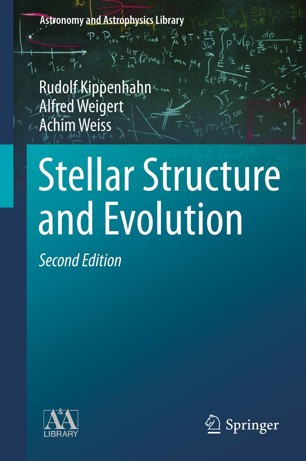 Astronomy and Astrophysics Library
Rudolf Kippenhahn
Alfred Weigert
Achim Weiss
Stellar Structure
and Evolution
Second Edition
A&A
LIBRARY
Springer